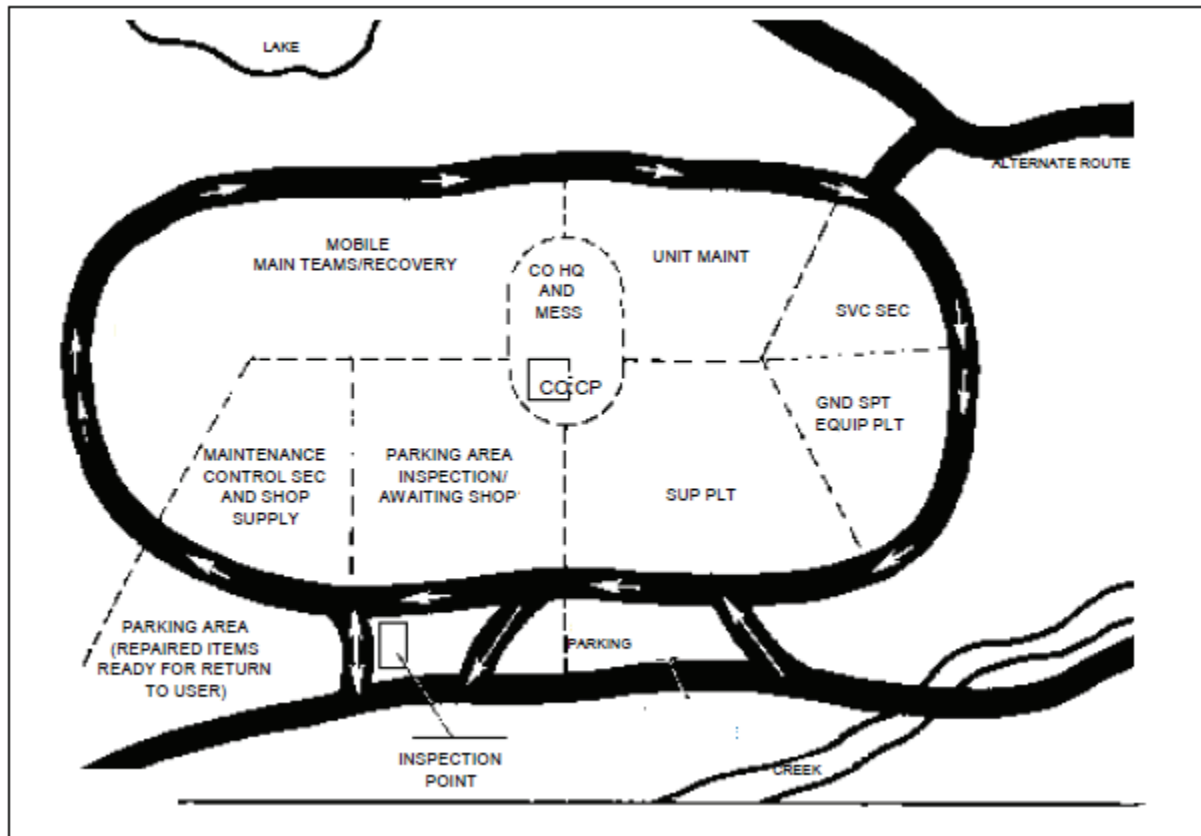 LAKE
ALTERNATE ROUTE
MOBILE
MAIN TEAMS/RECOVERY
CO HQ
AND
MESS
UNIT MAINT
SVC SEC
CO CP
GND SPT
EQUIP PLT
MAINTENANCE
CONTROL SEC
AND SHOP
SUPPLY
PARKING AREA
INSPECTION/
AWAITING SHOP
SUP PLT
PARKING AREA
(REPAIRED ITEMS
READY FOR RETURN
TO USER)
PARKING
INSPECTION
POINT
CREEK